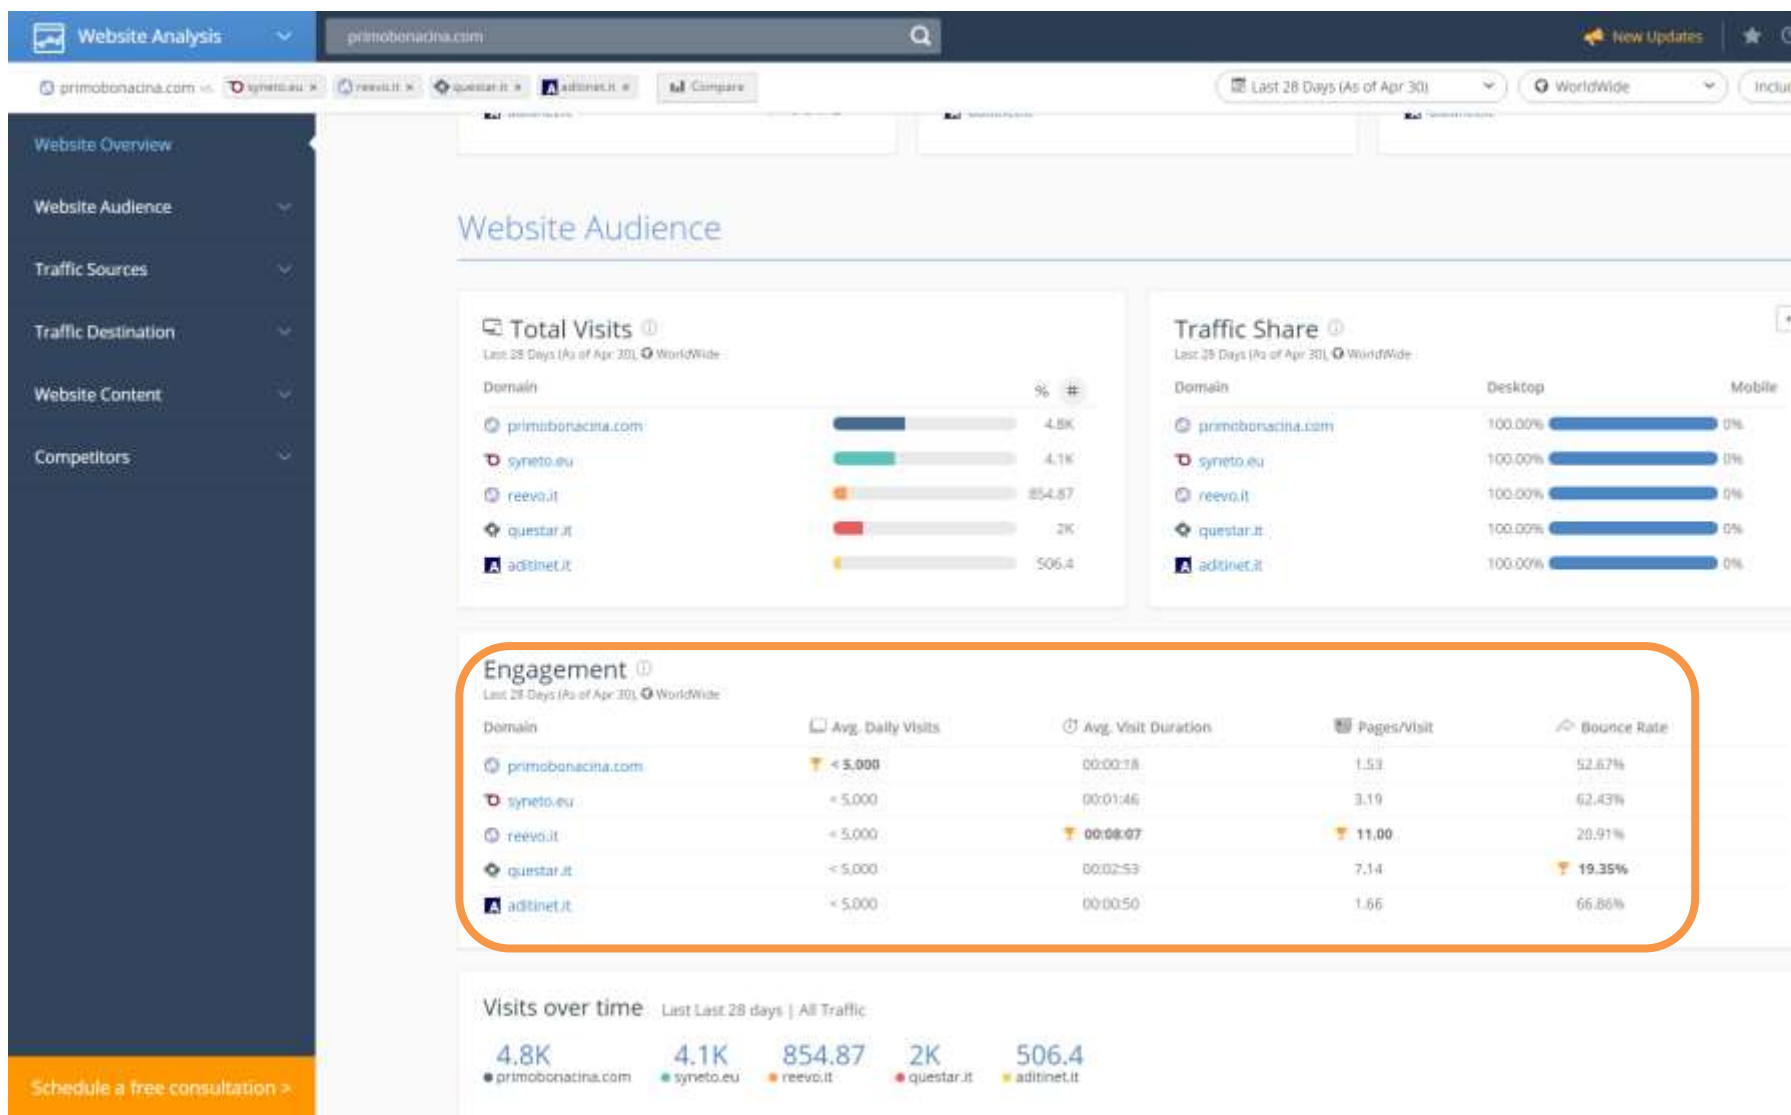 Website Analysis
primobonacina.com
New Updates
primobonacina.com vs. syneto.eu × reevo.it × questar.it × aditinet.it × Compare
Last 28 Days (As of Apr 30)
WorldWide
Website Overview
Website Audience
Traffic Sources
Traffic Destination
Website Content
Competitors
Schedule a free consultation >
Website Audience
Total Visits
Last 28 Days (As of Apr 30), WorldWide
Domain % #
primobonacina.com 4.8K
syneto.eu 4.1K
reevo.it 854.87
questar.it 2K
aditinet.it 506.4
Traffic Share
Last 28 Days (As of Apr 30), WorldWide
Domain Desktop Mobile
primobonacina.com 100.00% 0%
syneto.eu 100.00% 0%
reevo.it 100.00% 0%
questar.it 100.00% 0%
aditinet.it 100.00% 0%
Engagement
Last 28 Days (As of Apr 30), WorldWide
Domain Avg. Daily Visits Avg. Visit Duration Pages/Visit Bounce Rate
primobonacina.com < 5,000 00:00:18 1.53 52.67%
syneto.eu < 5,000 00:01:46 3.19 62.43%
reevo.it < 5,000 00:08:07 11.00 20.91%
questar.it < 5,000 00:02:53 7.14 19.35%
aditinet.it < 5,000 00:00:50 1.66 66.86%
Visits over time Last Last 28 days | All Traffic
4.8K 4.1K 854.87 2K 506.4
primobonacina.com syneto.eu reevo.it questar.it aditinet.it